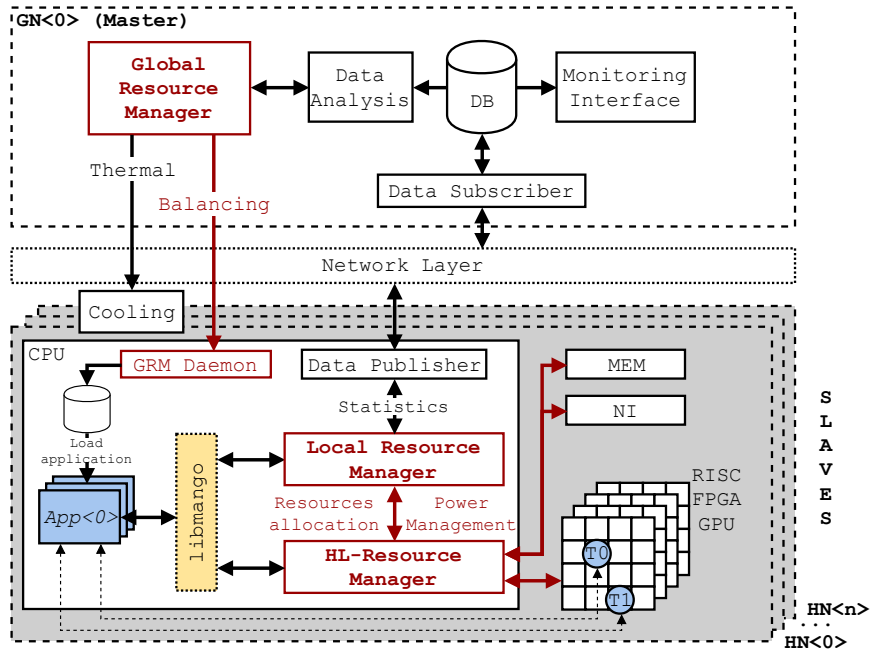 GN<0> (Master)
Global
Resource
Manager
Data
Analysis
DB
Monitoring
Interface
Thermal
Balancing
Data Subscriber
Network Layer
Cooling
CPU
GRM Daemon
Data Publisher
MEM
NI
Statistics
Load
application
libmango
Local Resource
Manager
App<0>
Resources
allocation
Power
Management
HL-Resource
Manager
RISC
FPGA
GPU
T0
T1
SLAVES
HN<n>
...
HN<0>